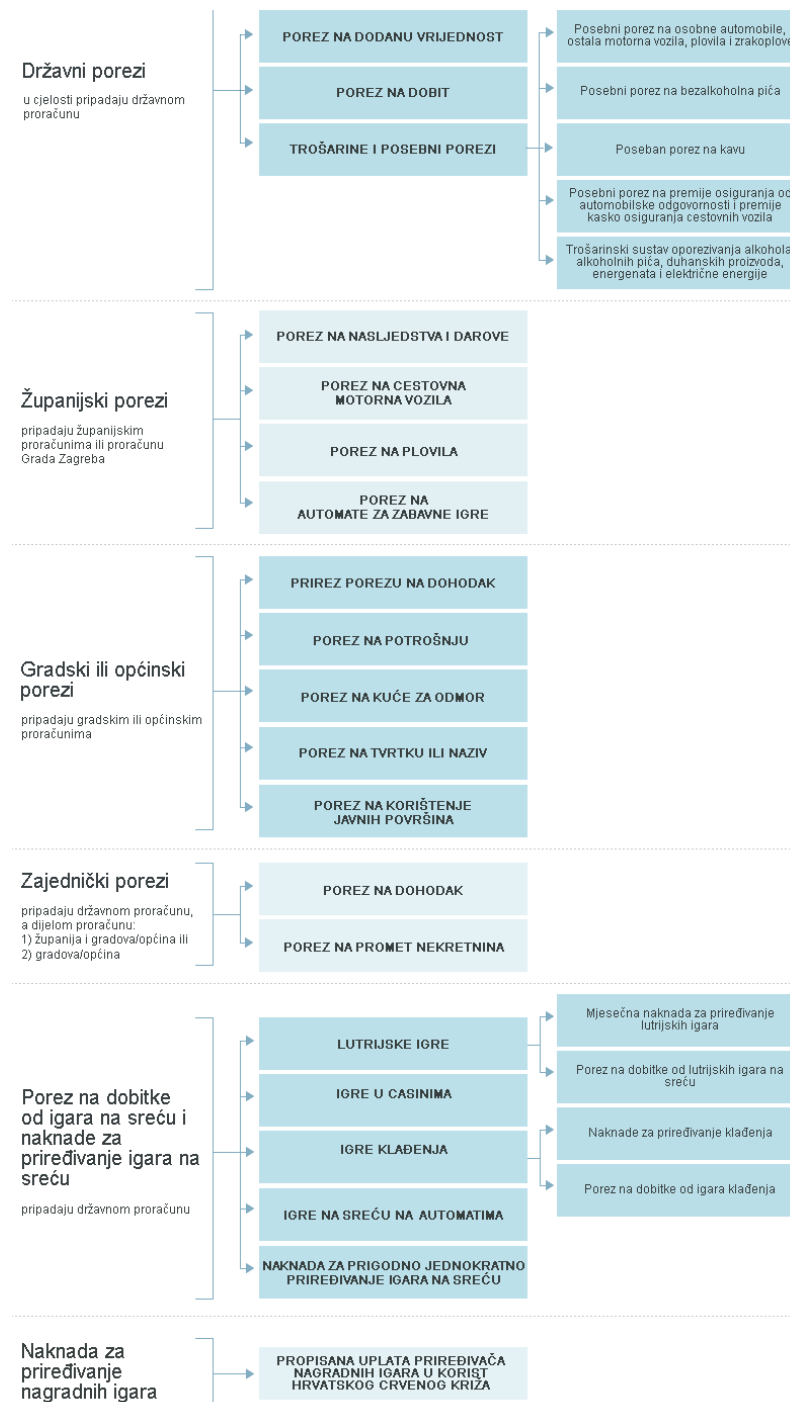 Državni porezi
u cjelosti pripadaju državnom
proračunu
POREZ NA DODANU VRIJEDNOST
POREZ NA DOBIT
TROŠARINE I POSEBNI POREZI
Posebni porez na osobne automobile,
ostala motorna vozila, plovila i zrakoplove
Posebni porez na bezalkoholna pića
Poseban porez na kavu
Posebni porez na premije osiguranja od
automobilske odgovornosti i premije
kasko osiguranja cestovnih vozila
Trošarinski sustav oporezivanja alkohola,
alkoholnih pića, duhanskih proizvoda,
energenata i električne energije
Županijski porezi
pripadaju županijskim
proračunima ili proračunu
Grada Zagreba
POREZ NA NASLJEDSTVA I DAROVE
POREZ NA CESTOVNA
MOTORNA VOZILA
POREZ NA PLOVILA
POREZ NA
AUTOMATE ZA ZABAVNE IGRE
Gradski ili općinski
porezi
pripadaju gradskim ili općinskim
proračunima
PRIREZ POREZU NA DOHODAK
POREZ NA POTROŠNJU
POREZ NA KUĆE ZA ODMOR
POREZ NA TVRTKU ILI NAZIV
POREZ NA KORIŠTENJE
JAVNIH POVRŠINA
Zajednički porezi
pripadaju državnom proračunu,
a dijelom proračunu:
1) županija i gradova/općina ili
2) gradova/općina
POREZ NA DOHODAK
POREZ NA PROMET NEKRETNINA
Porez na dobitke
od igara na sreću i
naknade za
priređivanje igara na
sreću
pripadaju državnom proračunu
LUTRIJSKE IGRE
IGRE U CASINIMA
IGRE KLAĐENJA
IGRE NA SREĆU NA AUTOMATIMA
NAKNADA ZA PRIGODNO JEDNOKRATNO
PRIREĐIVANJE IGARA NA SREĆU
Mjesečna naknada za priređivanje
lutrijskih igara
Porez na dobitke od lutrijskih igara na
sreću
Naknade za priređivanje klađenja
Porez na dobitke od igara klađenja
Naknada za
priređivanje
nagradnih igara
PROPISANA UPLATA PRIREĐIVAČA
NAGRADNIH IGARA U KORIST
HRVATSKOG CRVENOG KRIŽA